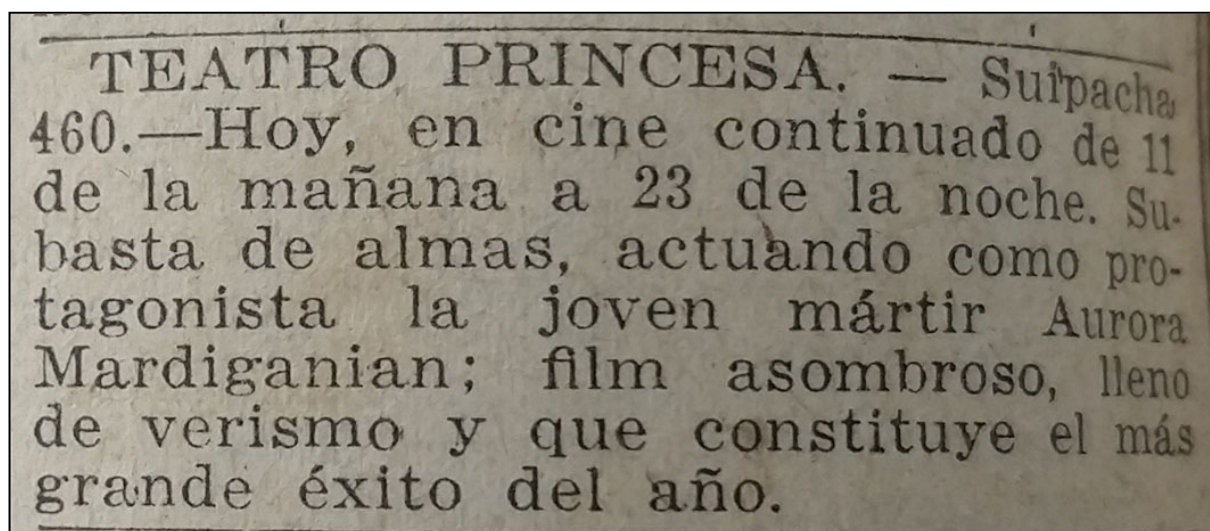 TEATRO PRINCESA. — Suipacha
460.—Hoy, en cine continuado de 11
de la mañana a 23 de la noche. Su-
basta de almas, actuando como pro-
tagonista la joven mártir Aurora
Mardiganian; film asombroso, lleno
de verismo y que constituye el más
grande éxito del año.